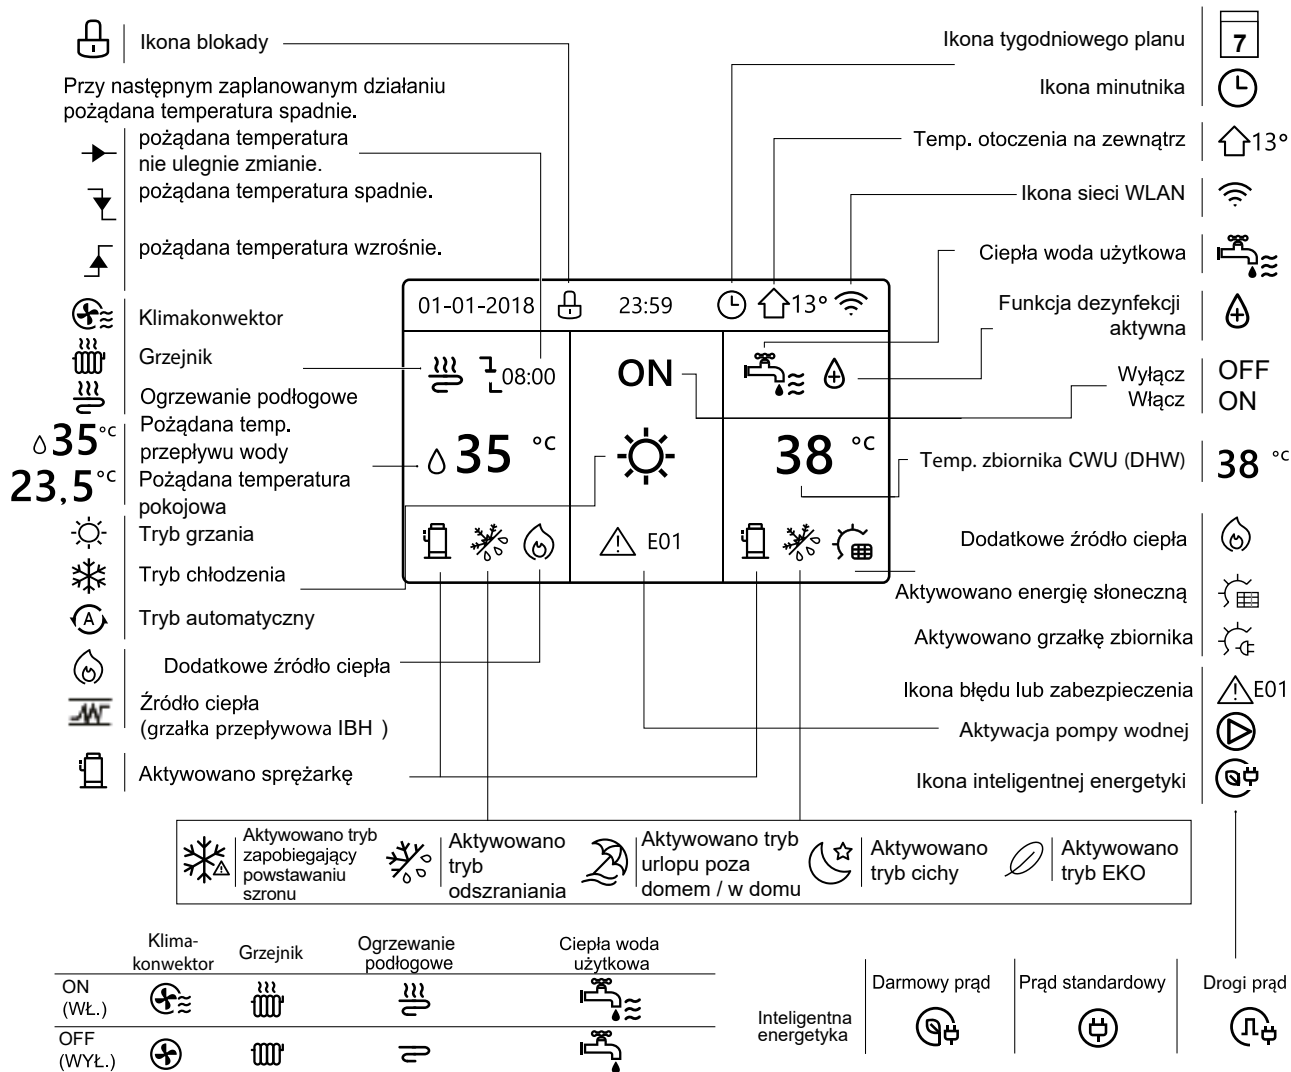 Ikona blokady
Przy następnym zaplanowanym działaniu
pożądana temperatura spadnie.
pożądana temperatura
nie ulegnie zmianie.
pożądana temperatura spadnie.
pożądana temperatura wzrośnie.
Klimakonwektor
Grzejnik
Ogrzewanie podłogowe
35 °C
Pożądana temp.
przepływu wody
23,5 °C
Pożądana temperatura
pokojowa
Tryb grzania
Tryb chłodzenia
A
Tryb automatyczny
Dodatkowe źródło ciepła
Źródło ciepła
(grzałka przepływowa IBH )
Aktywowano sprężarkę
01-01-2018 23:59 13°
08:00
ON
35 °C
38 °C
E01
Ikona tygodniowego planu
7
Ikona minutnika
Temp. otoczenia na zewnątrz
13°
Ikona sieci WLAN
Ciepła woda użytkowa
Funkcja dezynfekcji
aktywna
Wyłącz OFF
Włącz ON
Temp. zbiornika CWU (DHW) 38 °C
Dodatkowe źródło ciepła
Aktywowano energię słoneczną
Aktywowano grzałkę zbiornika
Ikona błędu lub zabezpieczenia E01
Aktywacja pompy wodnej
Ikona inteligentnej energetyki
Aktywowano tryb
zapobiegający
powstawaniu
szronu
Aktywowano
tryb
odszraniania
Aktywowano tryb
urlopu poza
domem / w domu
Aktywowano
tryb cichy
Aktywowano
tryb EKO
Klima-
konwektor
Grzejnik
Ogrzewanie
podłogowe
Ciepła woda
użytkowa
ON
(WŁ.)
OFF
(WYŁ.)
Inteligentna
energetyka
Darmowy prąd
Prąd standardowy
Drogi prąd